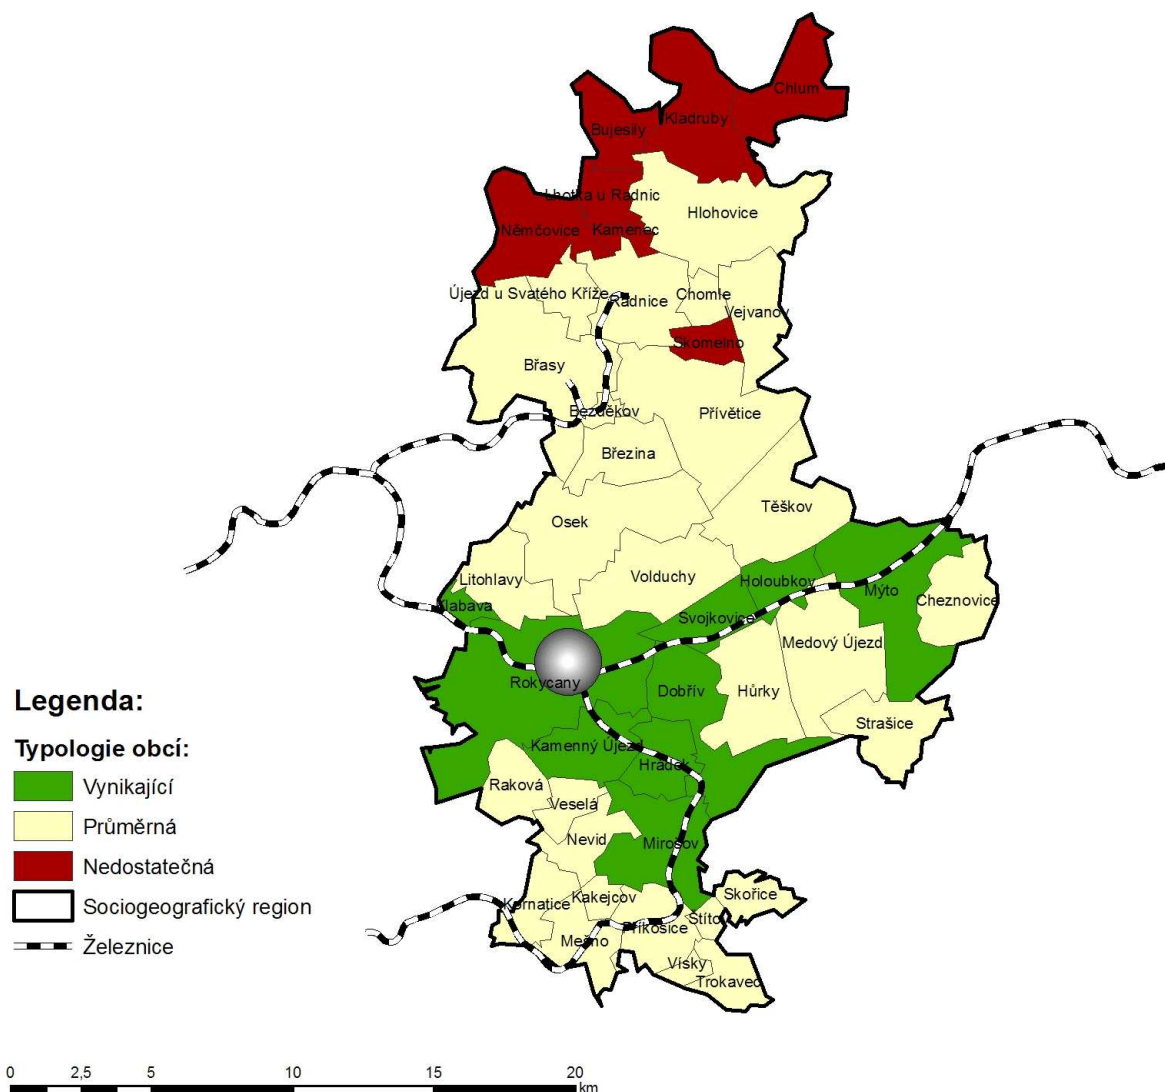 Chlum
Kladruby
Bujesily
Lhotka u Radnic
Hlohovice
Němčovice
Kamenec
Újezd u Svatého Kříže
Radnice
Chomle
Vejvanov
Skomelno
Břasy
Bezděkov
Přívětice
Březina
Těškov
Osek
Litohlavy
Volduchy
Holoubkov
Mýto
Klabava
Svojkovice
Cheznovice
Medový Újezd
Rokycany
Dobřív
Hůrky
Strašice
Kamenný Újezd
Hrádek
Raková
Veselá
Nevid
Mirošov
Kakejcov
Skořice
Kornatice
Štítov
Příkosice
Mešno
Vísky
Trokavec
Legenda:
Typologie obcí:
Vynikající
Průměrná
Nedostatečná
Sociogeografický region
Železnice
0 2,5 5 10 15 20
km